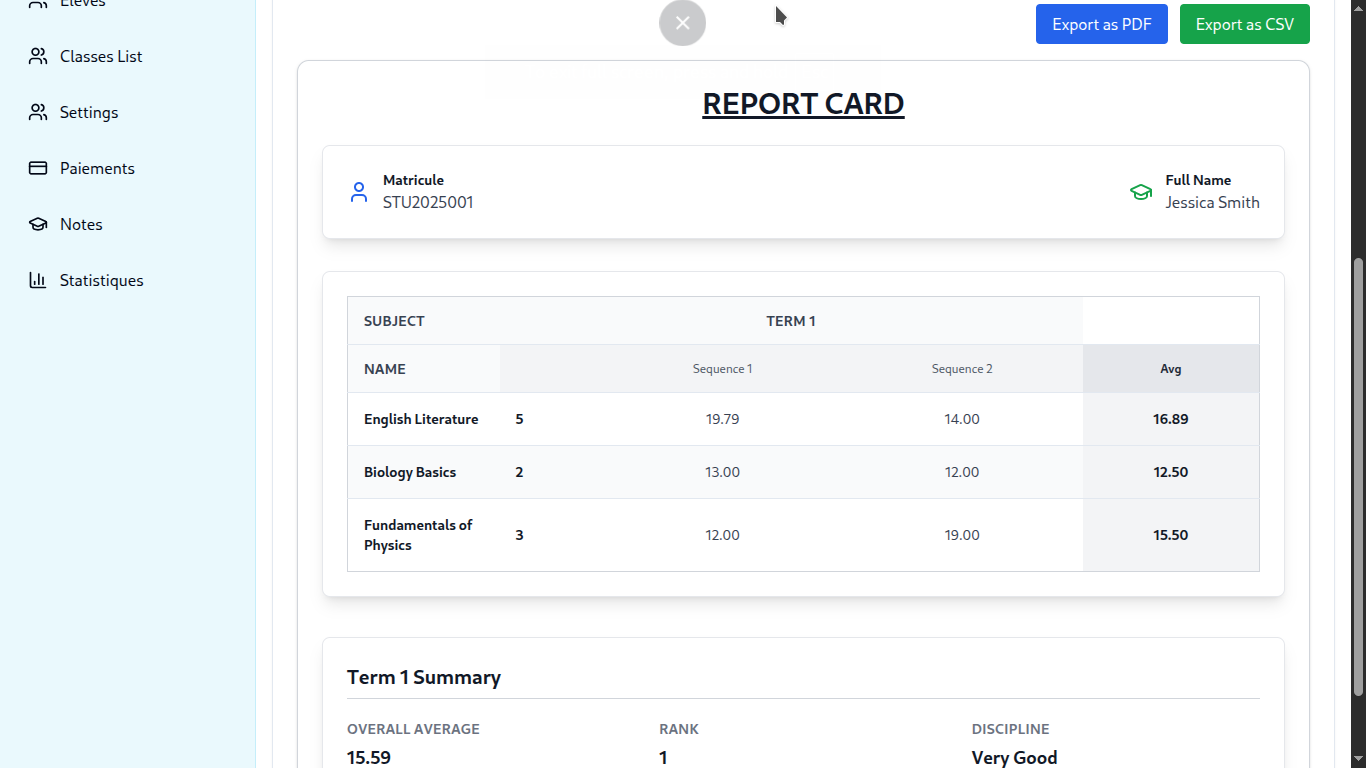 Eleves
Classes List
Settings
Paiements
Notes
Statistiques
Export as PDF
Export as CSV
REPORT CARD
Matricule
STU2025001
Full Name
Jessica Smith
SUBJECT TERM 1
NAME Sequence 1 Sequence 2 Avg
English Literature 5 19.79 14.00 16.89
Biology Basics 2 13.00 12.00 12.50
Fundamentals of
Physics 3 12.00 19.00 15.50
Term 1 Summary
OVERALL AVERAGE RANK DISCIPLINE
15.59 1 Very Good